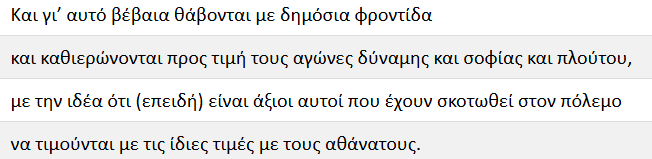 Και γι’ αυτό βέβαια θάβονται με δημόσια φροντίδα
και καθιερώνονται προς τιμή τους αγώνες δύναμης και σοφίας και πλούτου,
με την ιδέα ότι (επειδή) είναι άξιοι αυτοί που έχουν σκοτωθεί στον πόλεμο
να τιμούνται με τις ίδιες τιμές με τους αθάνατους.